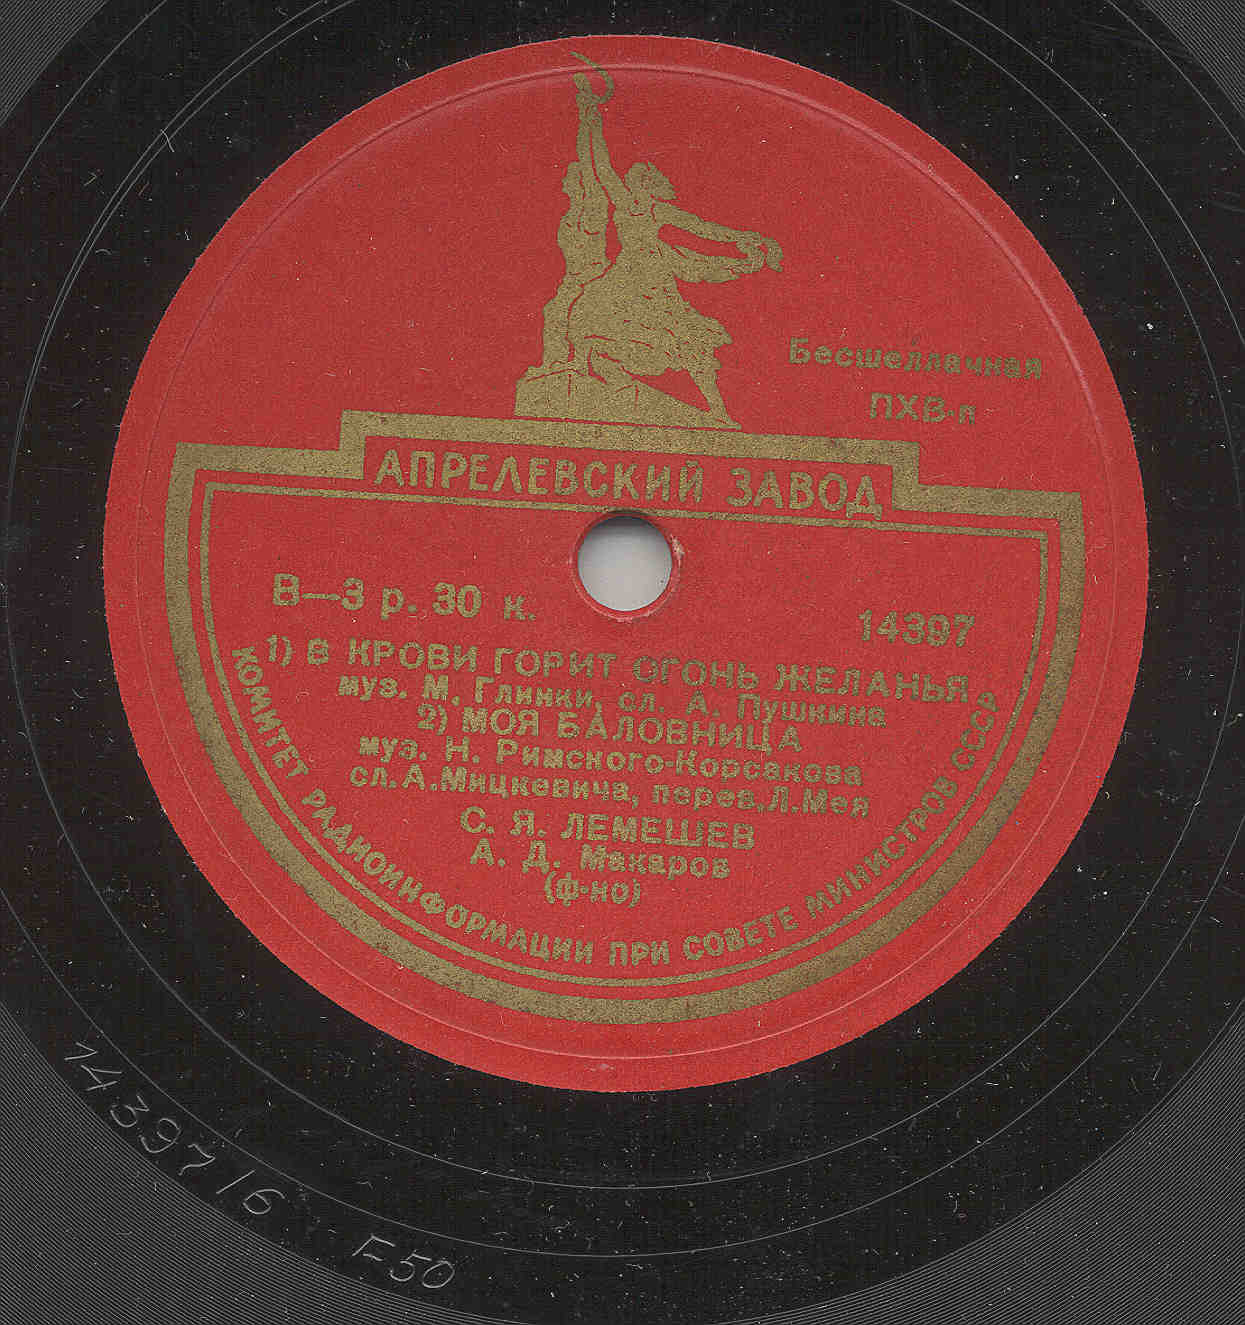 Бесшеллачная
ПХВ-п
АПРЕЛЕВСКИЙ ЗАВОД
В—3 р. 30 к.
14397
1) В КРОВИ ГОРИТ ОГОНЬ ЖЕЛАНЬЯ
муз. М. Глинки, сл. А. Пушкина
2) МОЯ БАЛОВНИЦА
муз. Н. Римского-Корсакова
сл. А. Мицкевича, перев. Л. Мея
С. Я. ЛЕМЕШЕВ
А. Д. Макаров
(ф-но)
КОМИТЕТ РАДИОИНФОРМАЦИИ ПРИ СОВЕТЕ МИНИСТРОВ СССР
14397/6 F50